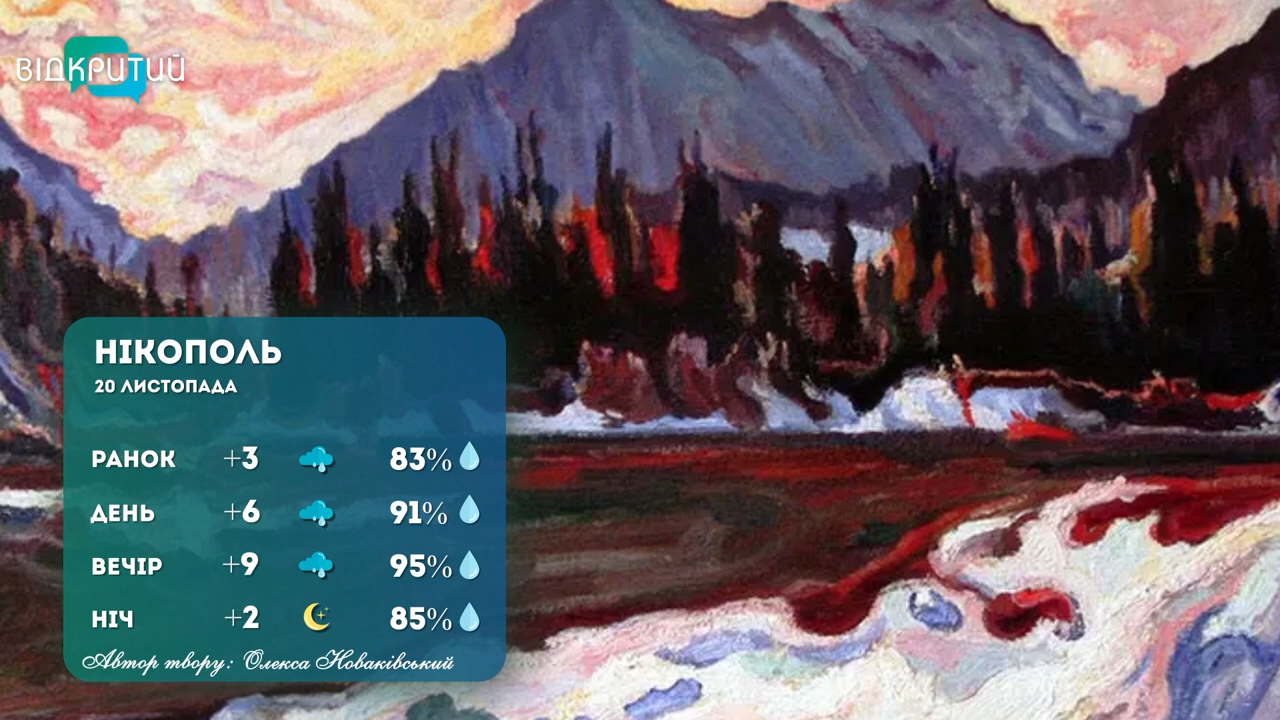 ВІДКРИТИЙ
НІКОПОЛЬ
20 ЛИСТОПАДА
РАНОК +3 83%
ДЕНЬ +6 91%
ВЕЧІР +9 95%
НІЧ +2 85%
Автор твору: Олекса Новаківський